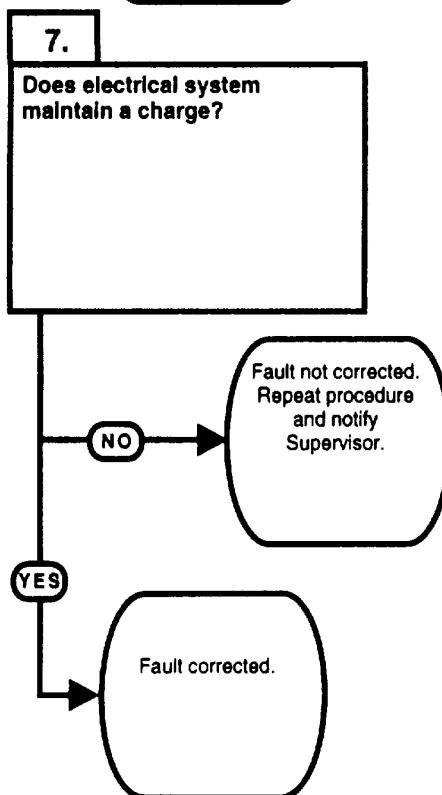 7.
Does electrical system
maintain a charge?
Fault not corrected.
Repeat procedure
and notify
Supervisor.
NO
YES
Fault corrected.